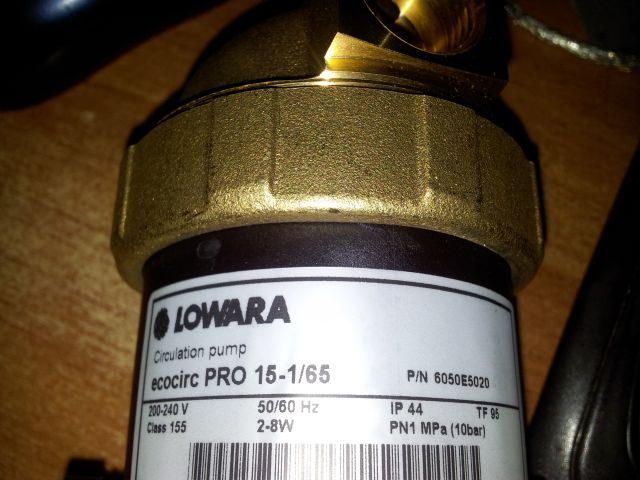 LOWARA
Circulation pump
ecocirc PRO 15-1/65 P/N 6050E5020
200-240 V 50/60 Hz IP 44 TF 95
Class 155 2-8W PN1 MPa (10bar)